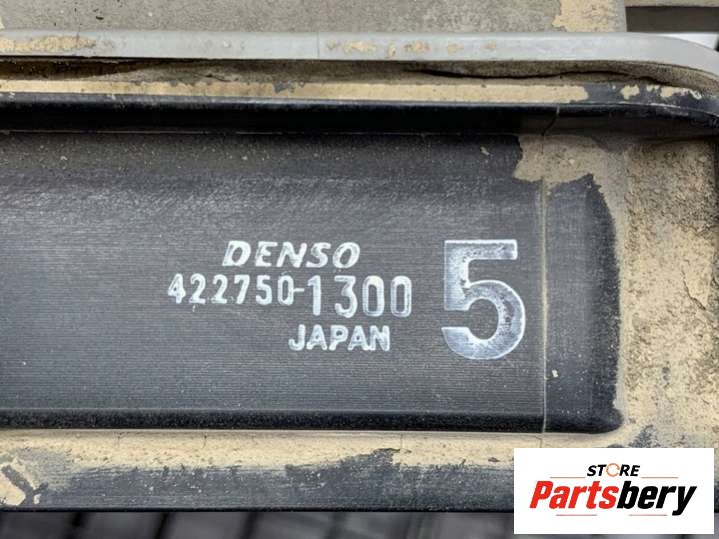 DENSO
422750-1300
5
JAPAN
STORE
Partsbery